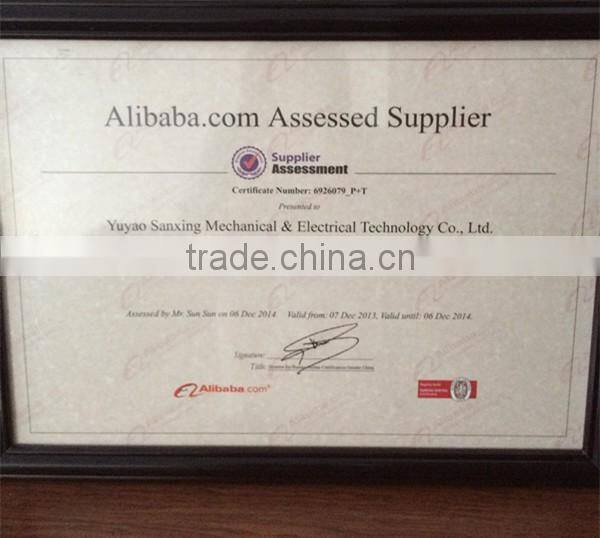 Alibaba.com Assessed Supplier
Supplier
Assessment
Certificate Number: 6926079_P+T
Presented to
Yuyao Sanxing Mechanical & Electrical Technology Co., Ltd.
trade.china.cn
Assessed by Mr. Sun Sun on 06 Dec 2014. Valid from: 07 Dec 2013, Valid until: 06 Dec 2014.
Signature:
Title:
Alibaba.com®